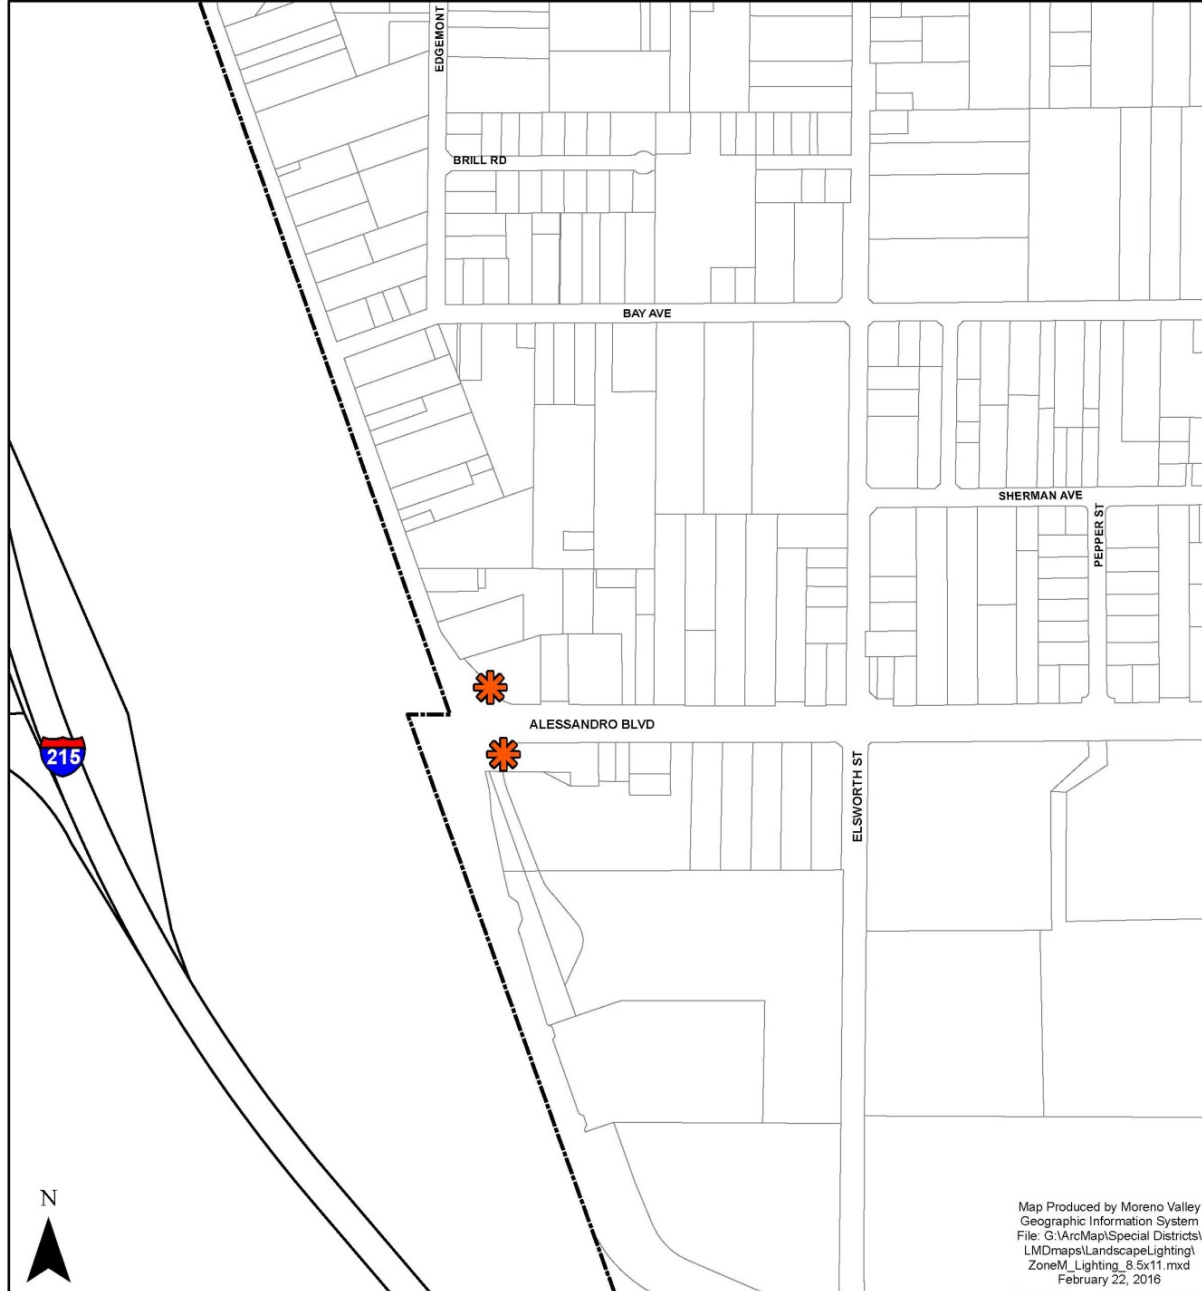 EDGEMONT
BRILL RD
BAY AVE
SHERMAN AVE
PEPPER ST
ALESSANDRO BLVD
215
ELSWORTH ST
N
Map Produced by Moreno Valley
Geographic Information System
File: G:\ArcMap\Special Districts\
LMDmaps\LandscapeLighting\
ZoneM_Lighting_8.5x11.mxd
February 22, 2016